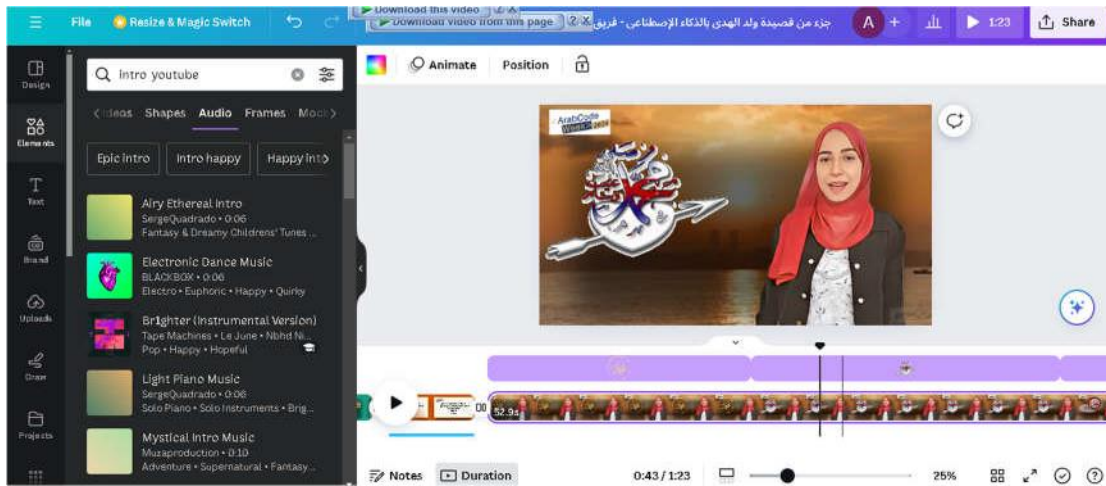 Download this video
Download video from this page
File
Resize & Magic Switch
جزء من قصيدة ولد الهدى بالذكاء الإصطناعي - فريق
A
1:23
Share
Design
Elements
Text
Brand
Uploads
Draw
Projects
intro youtube
Shapes
Audio
Frames
Epic intro
Intro happy
Happy int
Airy Ethereal Intro
SergeQuadrado • 0:06
Fantasy & Dreamy Childrens' Tunes ...
Electronic Dance Music
BLACKBOX • 0:06
Electro • Euphoric • Happy • Quirky
Br1ghter (Instrumental Version)
Tape Machines • Le June • Nbhd Ni...
Pop • Happy • Hopeful
Light Piano Music
SergeQuadrado • 0:06
Solo Piano • Solo Instruments • Brig...
Mystical Intro Music
Muzaproduction • 0:10
Adventure • Supernatural • Fantasy...
Animate
Position
ArabCode
Week 2024
محمد
52.9s
Notes
Duration
0:43 / 1:23
25%